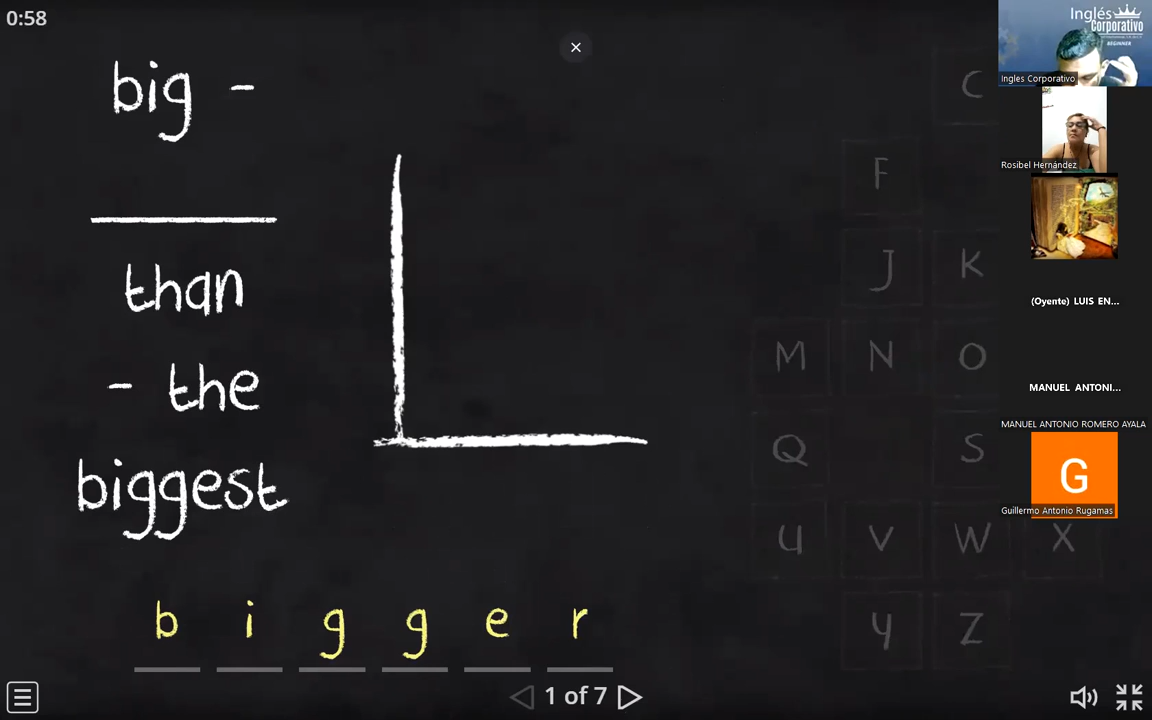 0:58
big -
than
- the
biggest
b i g g e r
1 of 7
C
F
J K
M N O
Q S
U V W X
Y Z
Inglés
Corporativo
BEGINNER
Ingles Corporativo
Rosibel Hernández
(Oyente) LUIS EN...
MANUEL ANTONI...
MANUEL ANTONIO ROMERO AYALA
G
Guillermo Antonio Rugamas